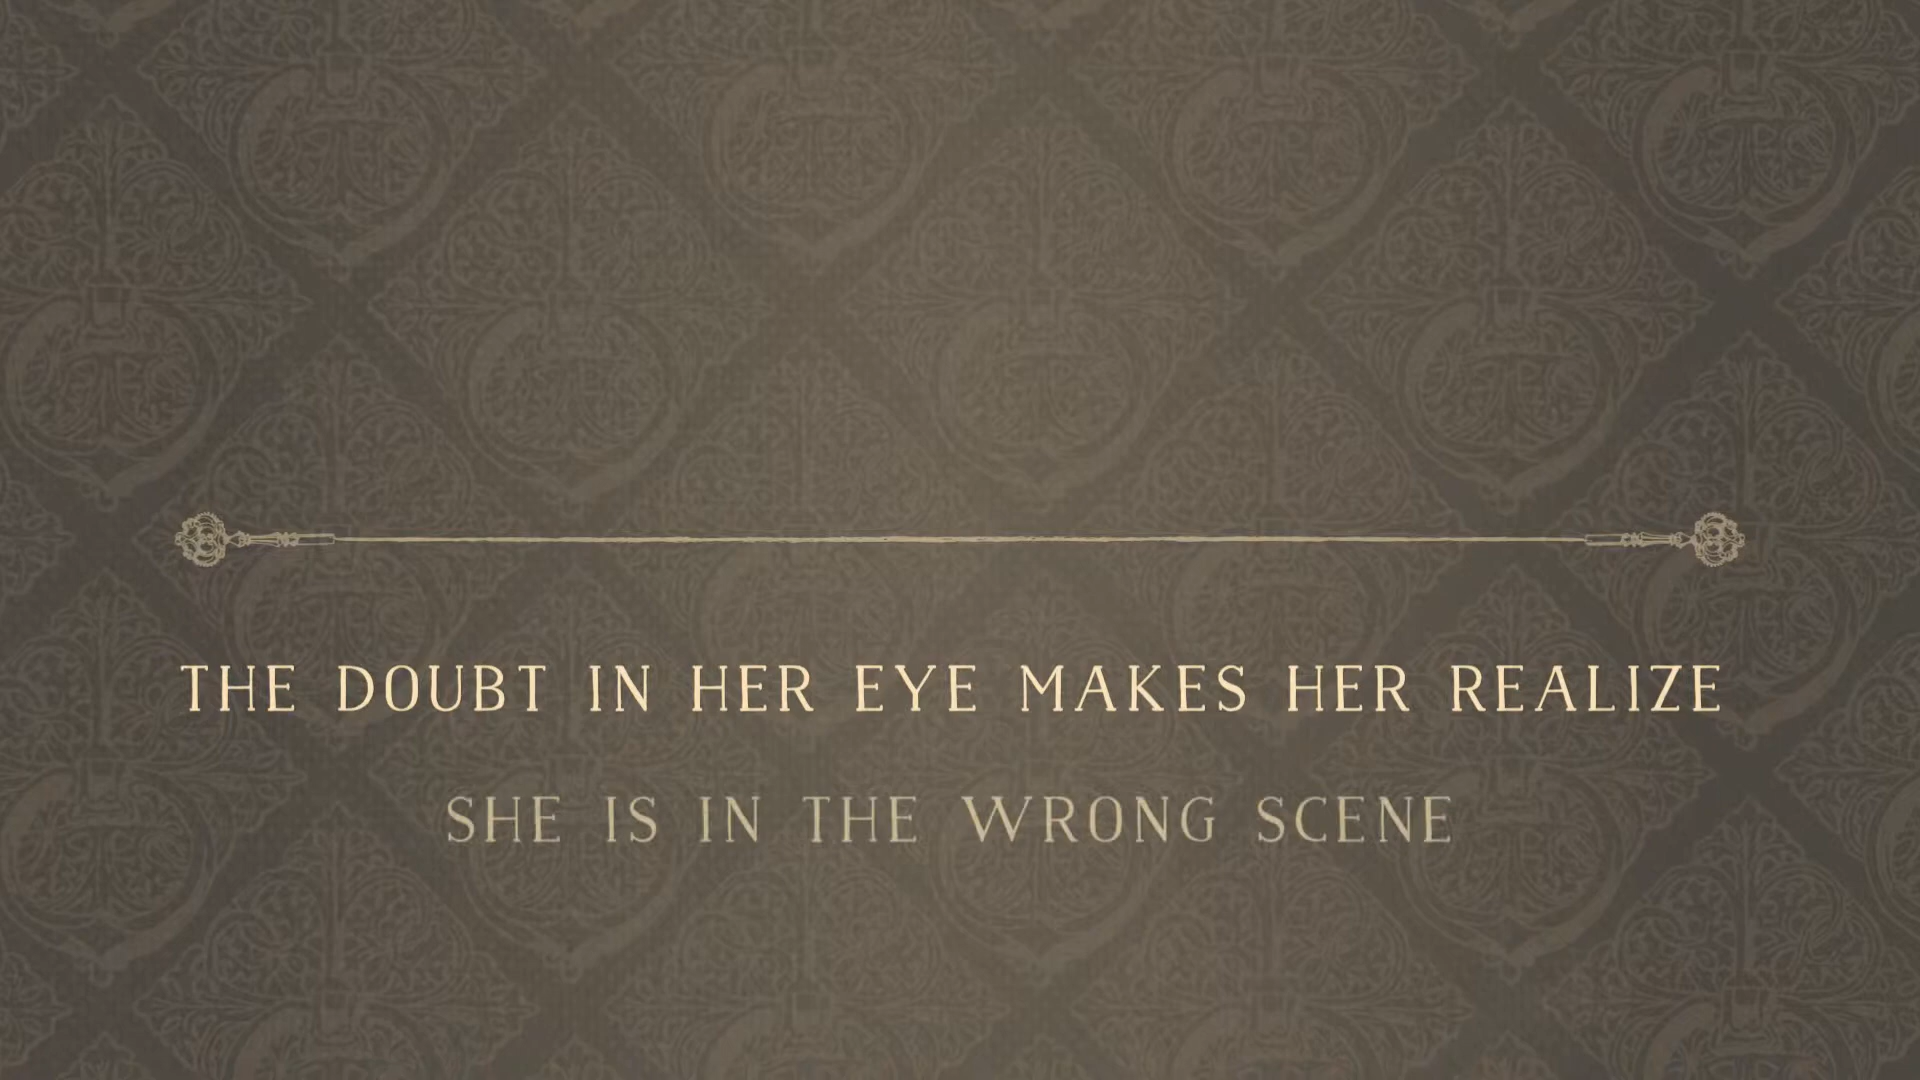 THE DOUBT IN HER EYE MAKES HER REALIZE
SHE IS IN THE WRONG SCENE